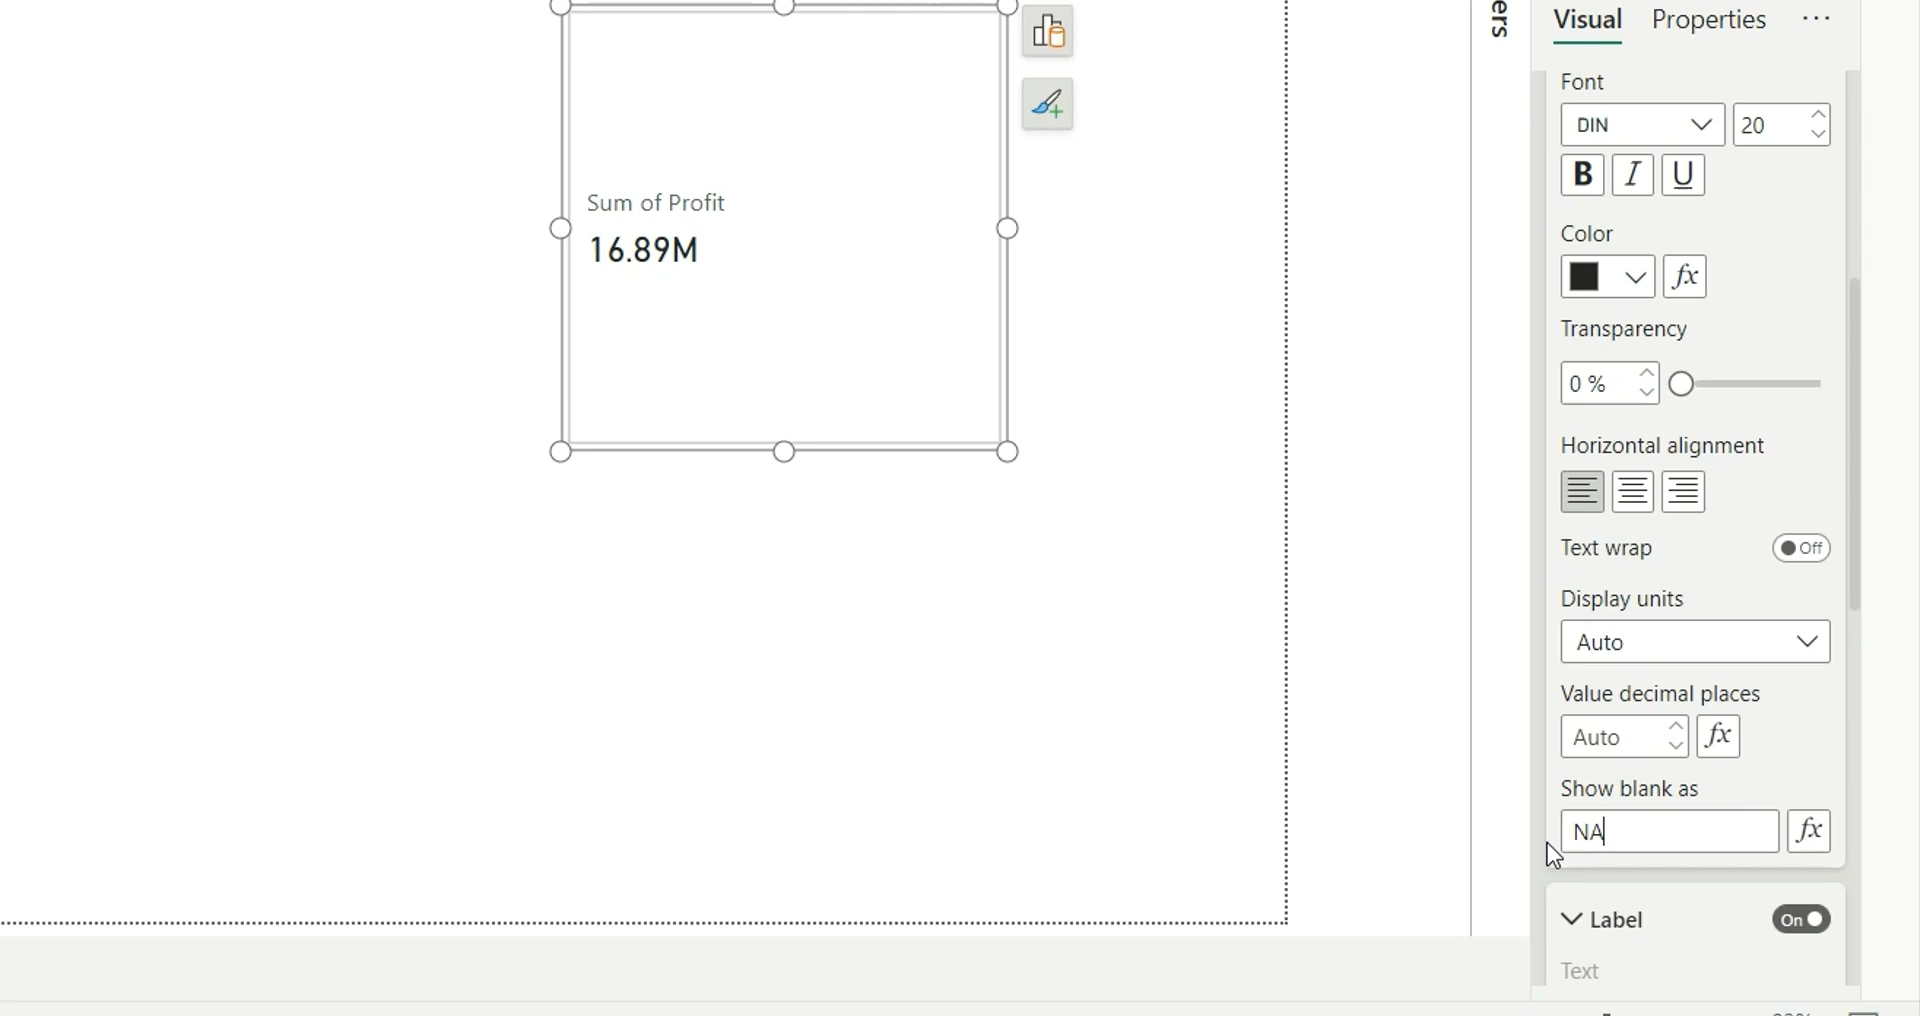 ers
Visual Properties ...
Font
DIN 20
B I U
Color
fx
Transparency
0 %
Horizontal alignment
Text wrap Off
Display units
Auto
Value decimal places
Auto fx
Show blank as
NA fx
Label On
Text
Sum of Profit
16.89M